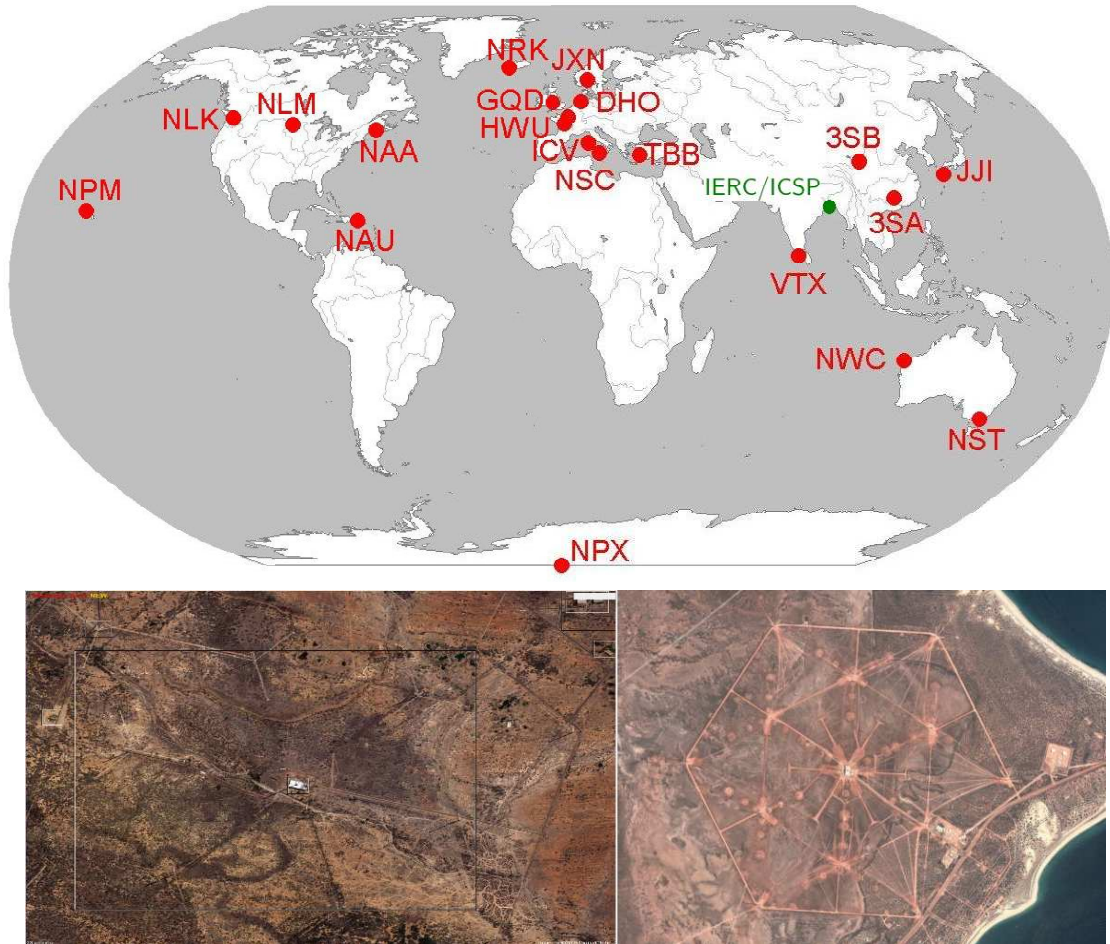 NRK
JXN
GQD
DHO
NLM
NLK
HWU
NAA
ICV
TBB
NSC
3SB
JJI
IERC/ICSP
3SA
NPM
NAU
VTX
NWC
NST
NPX